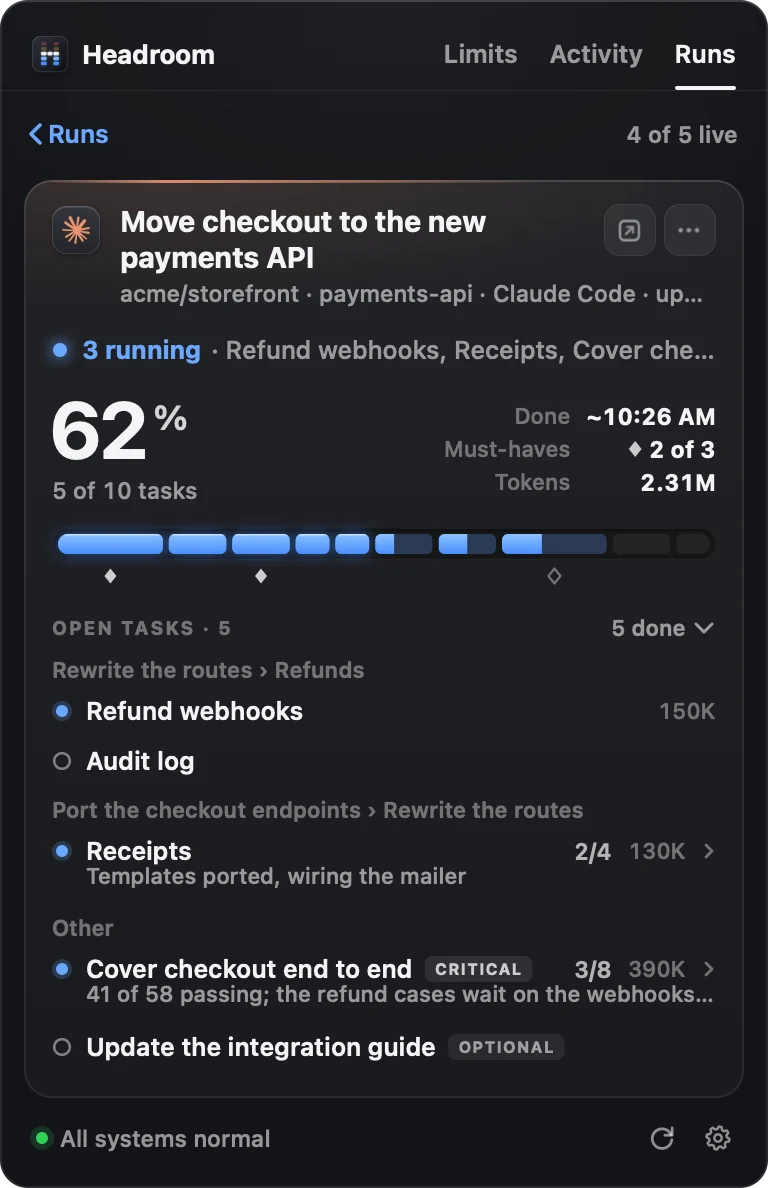 Headroom
Limits Activity Runs
Runs
4 of 5 live
Move checkout to the new
payments API
acme/storefront · payments-api · Claude Code · up...
3 running · Refund webhooks, Receipts, Cover che...
62%
5 of 10 tasks
Done ~10:26 AM
Must-haves ♦ 2 of 3
Tokens 2.31M
OPEN TASKS · 5
5 done
Rewrite the routes › Refunds
Refund webhooks 150K
Audit log
Port the checkout endpoints › Rewrite the routes
Receipts 2/4 130K
Templates ported, wiring the mailer
Other
Cover checkout end to end CRITICAL 3/8 390K
41 of 58 passing; the refund cases wait on the webhooks...
Update the integration guide OPTIONAL
All systems normal